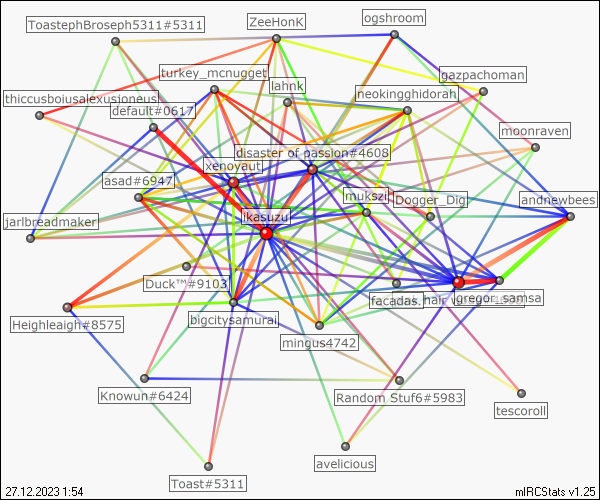 ToastephBroseph5311#5311
ZeeHonK
ogshroom
turkey_mcnugget
lahnk
gazpachoman
neokingghidorah
thiccusboiusalexusioneus
default#0617
moonraven
disaster of passion#4608
xenoyaut
asad#6947
mukszi
Dogger_Dig
andnewbees
jarlbreadmaker
ikasuzu
Duck™#9103
facadas
hair
gregor_samsa
Heighleaigh#8575
bigcitysamurai
mingus4742
Knowun#6424
Random Stuf6#5983
tescoroll
avelicious
Toast#5311
27.12.2023 1:54
mIRCStats v1.25